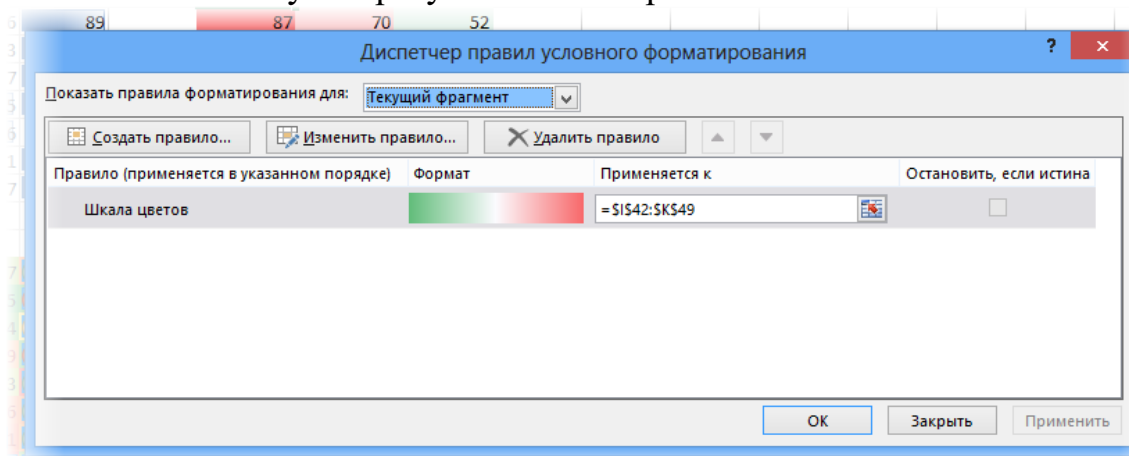 89 87 70 52
Диспетчер правил условного форматирования ? ×
Показать правила форматирования для: Текущий фрагмент
Создать правило... Изменить правило... Удалить правило
Правило (применяется в указанном порядке) Формат Применяется к Остановить, если истина
Шкала цветов =$I$42:$K$49
ОК Закрыть Применить